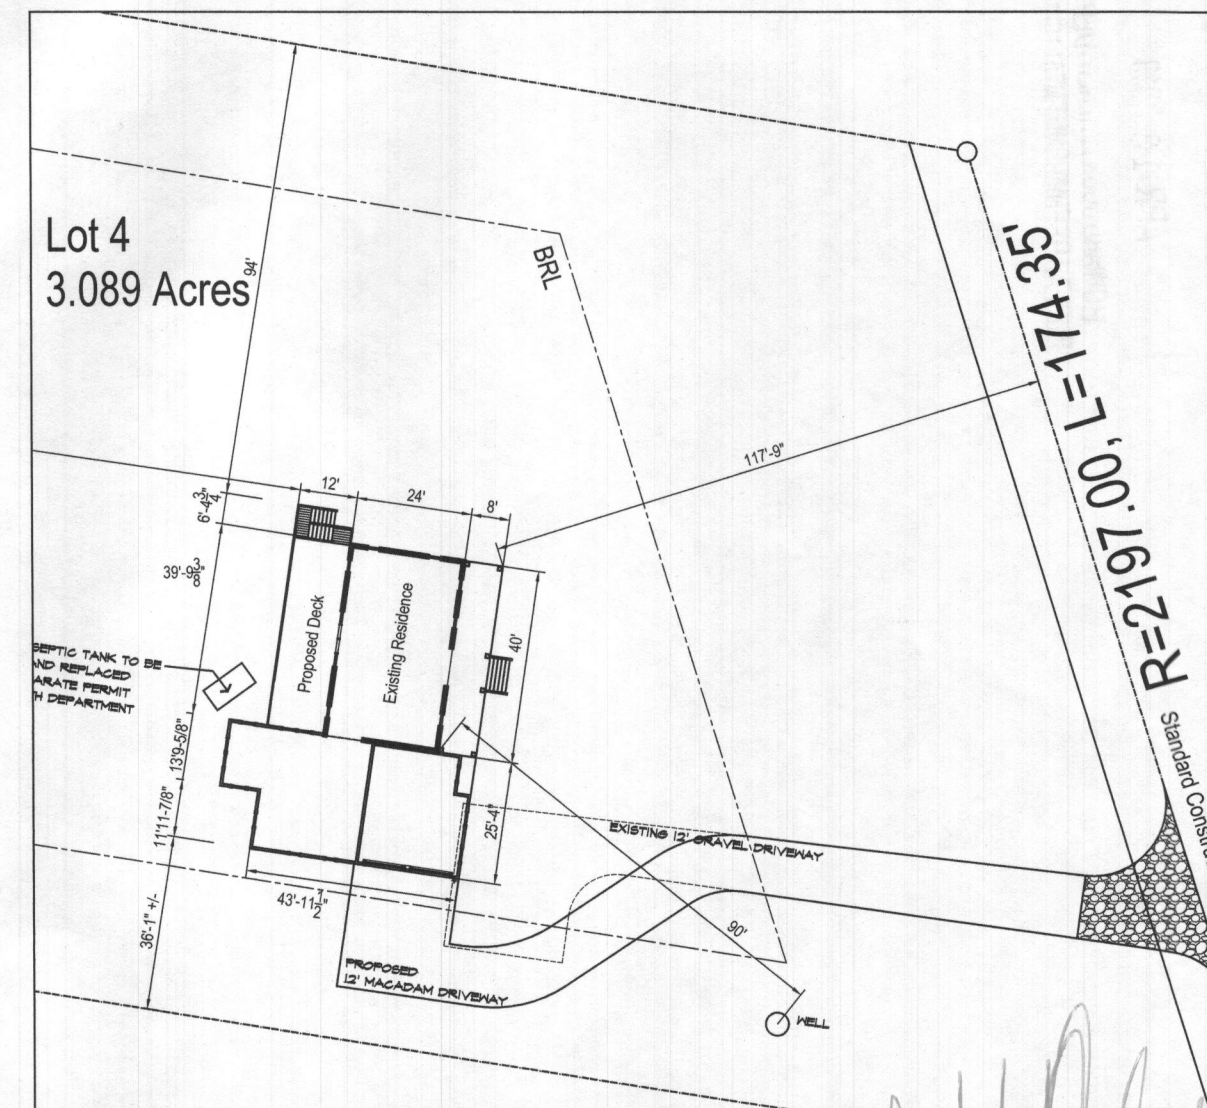 Lot 4
3.089 Acres
94'
BRL
R=2197.00, L=174.35'
117'-9"
12'
24'
8'
6'-4 3/4"
39'-9 3/8"
Proposed Deck
Existing Residence
40'
SEPTIC TANK TO BE
AND REPLACED
ARATE PERMIT
TH DEPARTMENT
13'9-5/8"
11'11-7/8"
25'-4"
EXISTING 12' GRAVEL DRIVEWAY
Standard Constru
43'-11 1/2"
36'-1" +/-
90'
PROPOSED
12' MACADAM DRIVEWAY
WELL